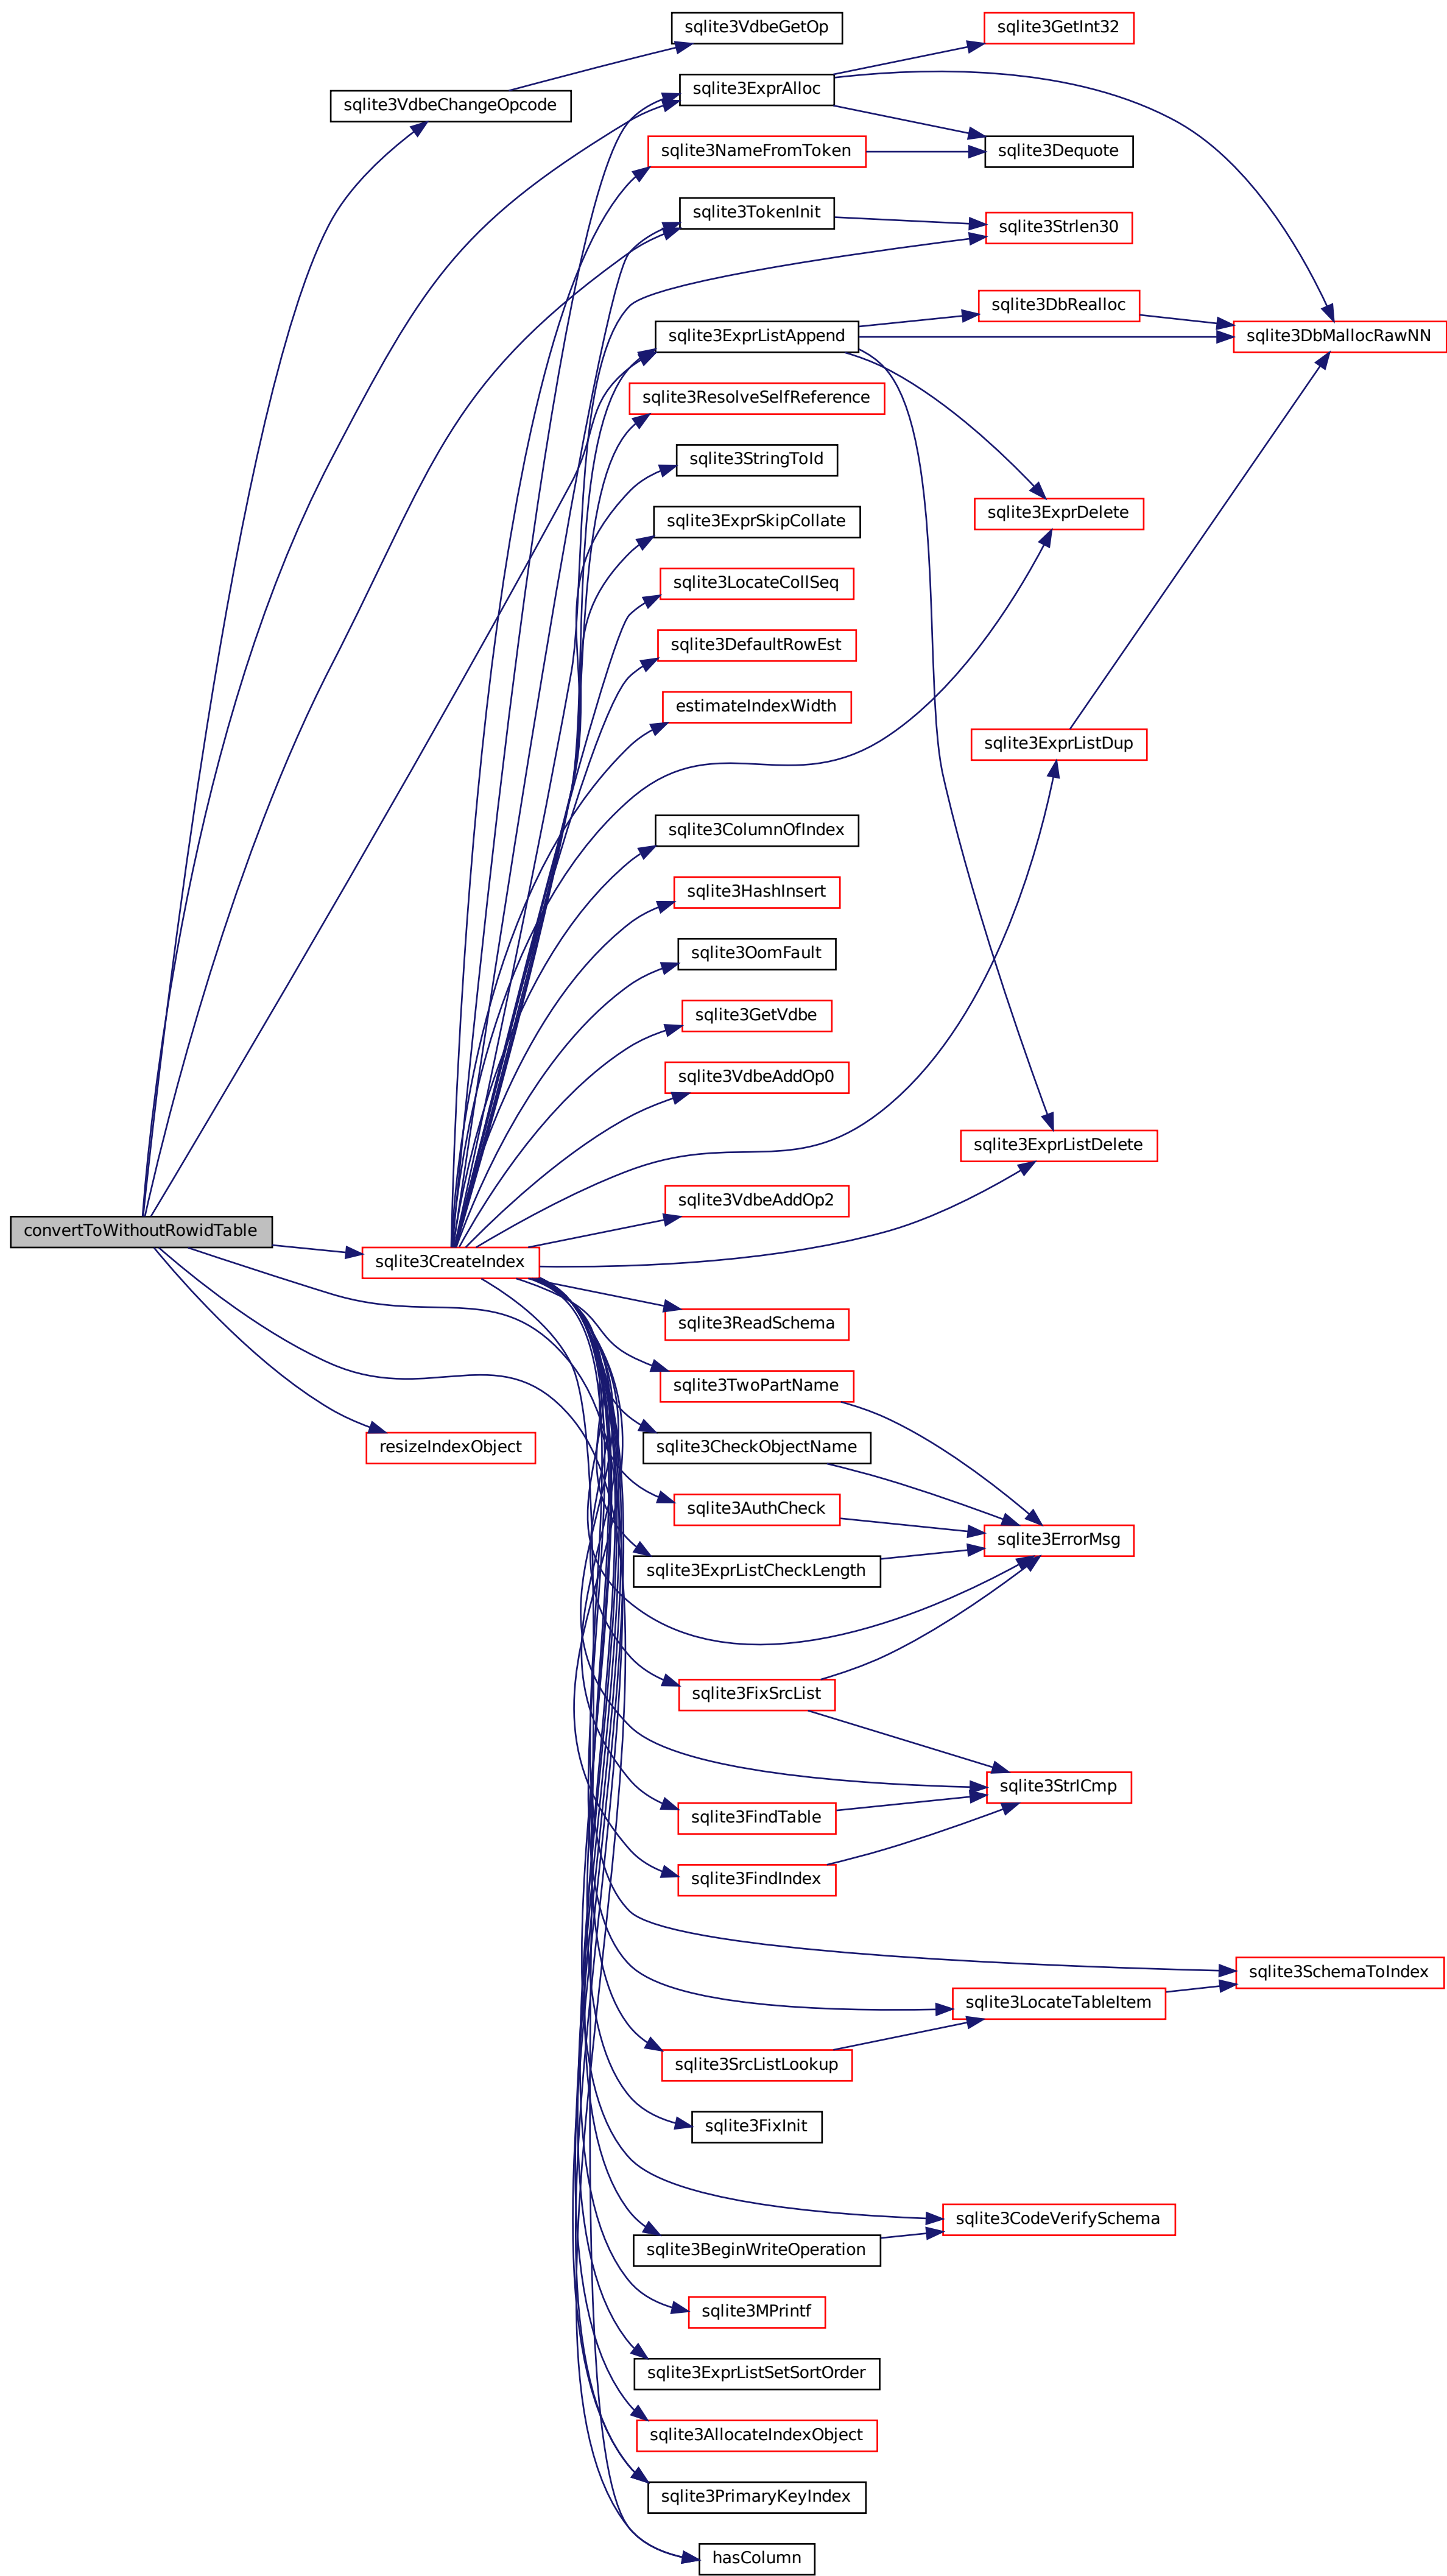 sqlite3VdbeGetOp
sqlite3GetInt32
sqlite3ExprAlloc
sqlite3VdbeChangeOpcode
sqlite3NameFromToken
sqlite3Dequote
sqlite3TokenInit
sqlite3Strlen30
sqlite3DbRealloc
sqlite3ExprListAppend
sqlite3DbMallocRawNN
sqlite3ResolveSelfReference
sqlite3StringToId
sqlite3ExprDelete
sqlite3ExprSkipCollate
sqlite3LocateCollSeq
sqlite3DefaultRowEst
estimateIndexWidth
sqlite3ExprListDup
sqlite3ColumnOfIndex
sqlite3HashInsert
sqlite3OomFault
sqlite3GetVdbe
sqlite3VdbeAddOp0
sqlite3ExprListDelete
sqlite3VdbeAddOp2
convertToWithoutRowidTable
sqlite3CreateIndex
sqlite3ReadSchema
sqlite3TwoPartName
resizeIndexObject
sqlite3CheckObjectName
sqlite3AuthCheck
sqlite3ErrorMsg
sqlite3ExprListCheckLength
sqlite3FixSrcList
sqlite3StrICmp
sqlite3FindTable
sqlite3FindIndex
sqlite3SchemaToIndex
sqlite3LocateTableItem
sqlite3SrcListLookup
sqlite3FixInit
sqlite3CodeVerifySchema
sqlite3BeginWriteOperation
sqlite3MPrintf
sqlite3ExprListSetSortOrder
sqlite3AllocateIndexObject
sqlite3PrimaryKeyIndex
hasColumn